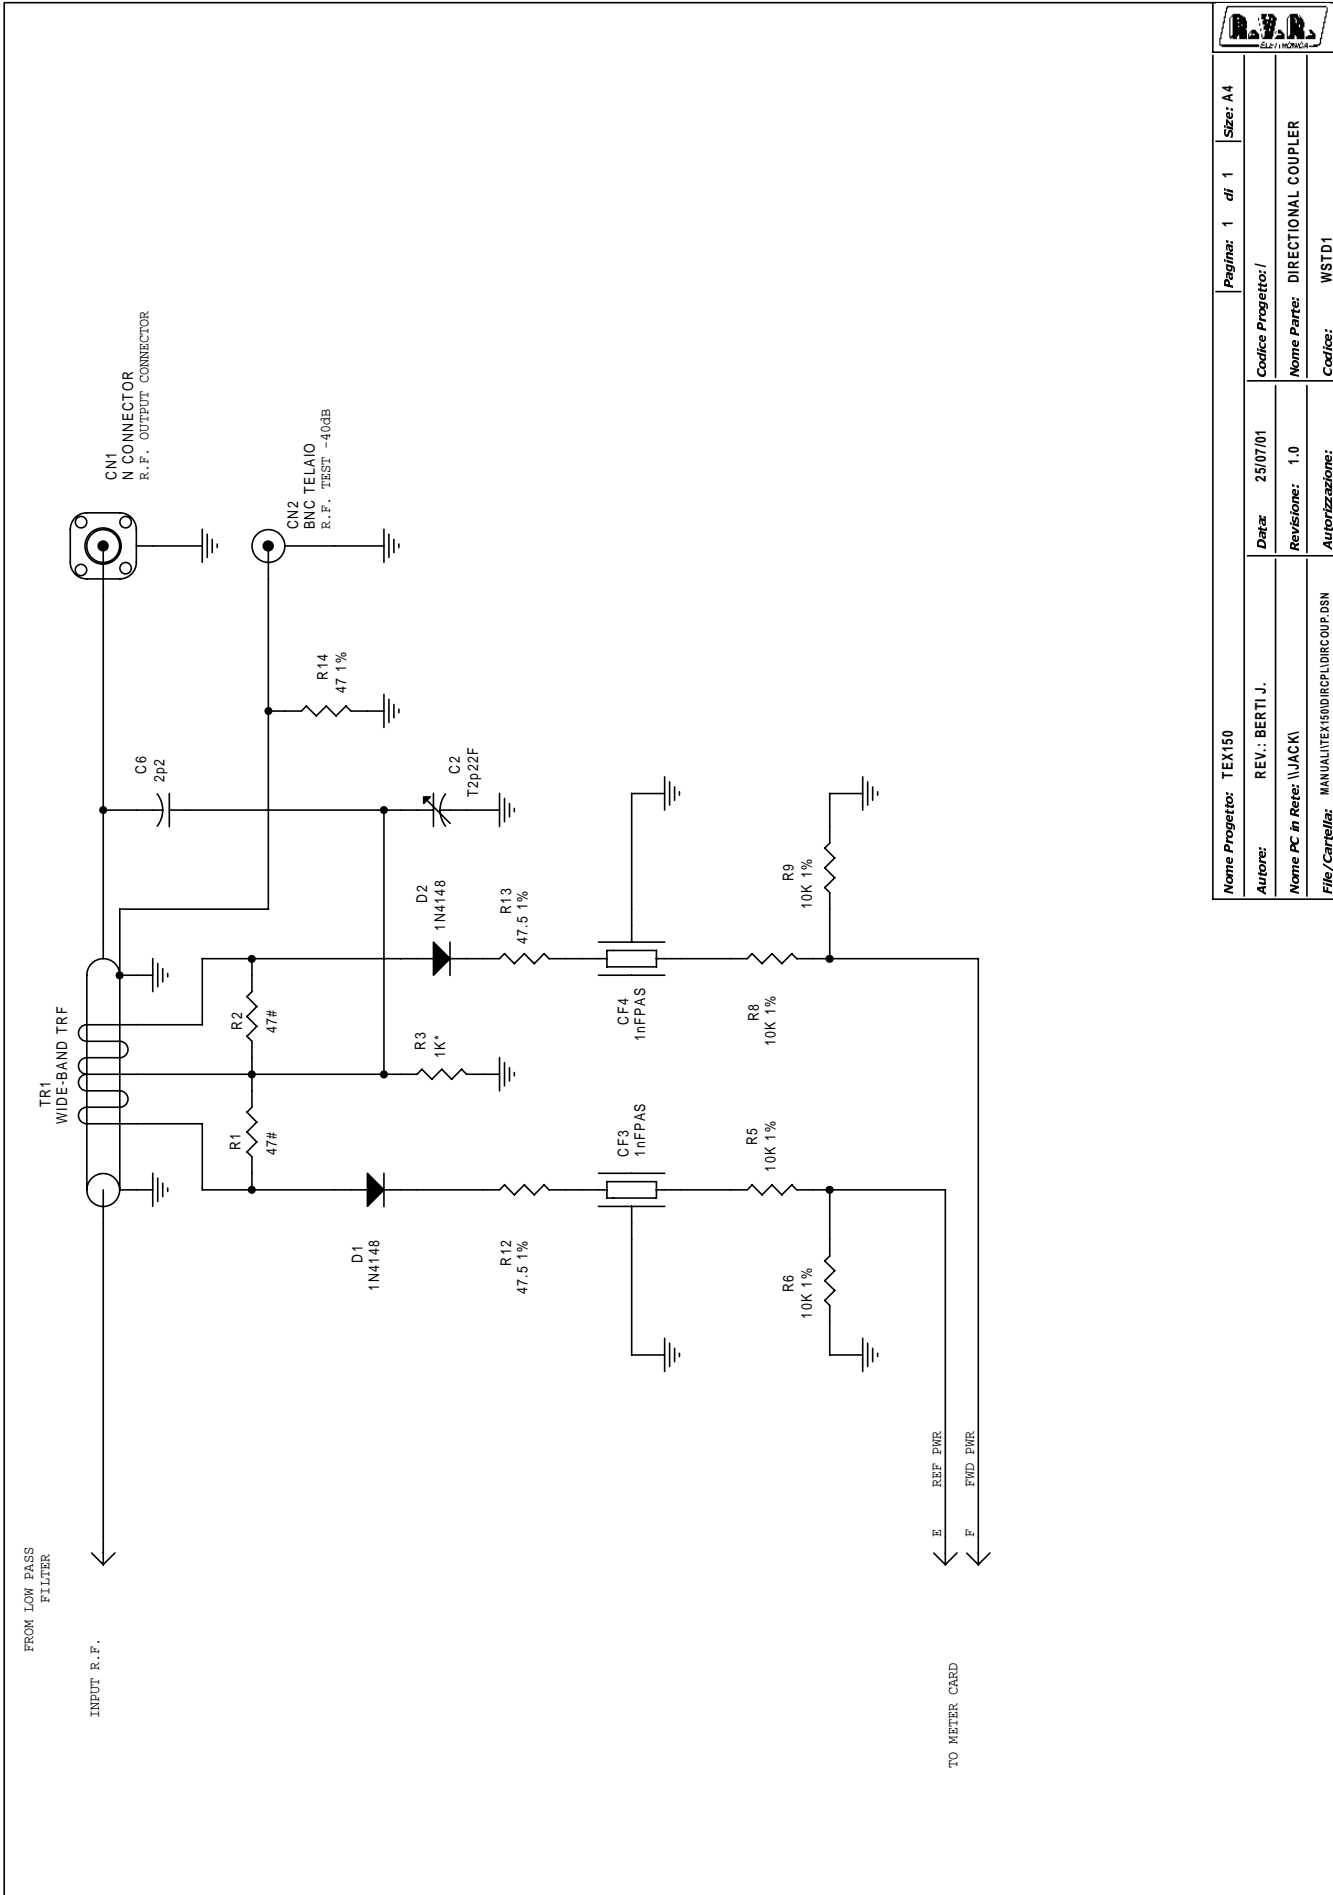 FROM LOW PASS
FILTER
INPUT R.F.
TR1
WIDE-BAND TRF
CN1
N CONNECTOR
R.F. OUTPUT CONNECTOR
CN2
BNC TELAIO
R.F. TEST -40dB
R14
47 1%
C6
2p2
C2
T2p22F
R1
47#
R2
47#
R3
1K*
D1
1N4148
D2
1N4148
R12
47.5 1%
R13
47.5 1%
CF3
1nFPAS
CF4
1nFPAS
R5
10K 1%
R8
10K 1%
R6
10K 1%
R9
10K 1%
E REF PWR
F FWD PWR
TO METER CARD
Nome Progetto: TEX150
Pagina: 1 di 1
Size: A4
Autore: REV.: BERTI J.
Data: 25/07/01
Codice Progetto: /
Nome PC in Rete: \\JACK\
Revisione: 1.0
Nome Parte: DIRECTIONAL COUPLER
File/Cartella: MANUALI\TEX150\DIRCPL\DIRCOUP.DSN
Autorizzazione:
Codice: WSTD1
R.V.R.
ELETTRONICA